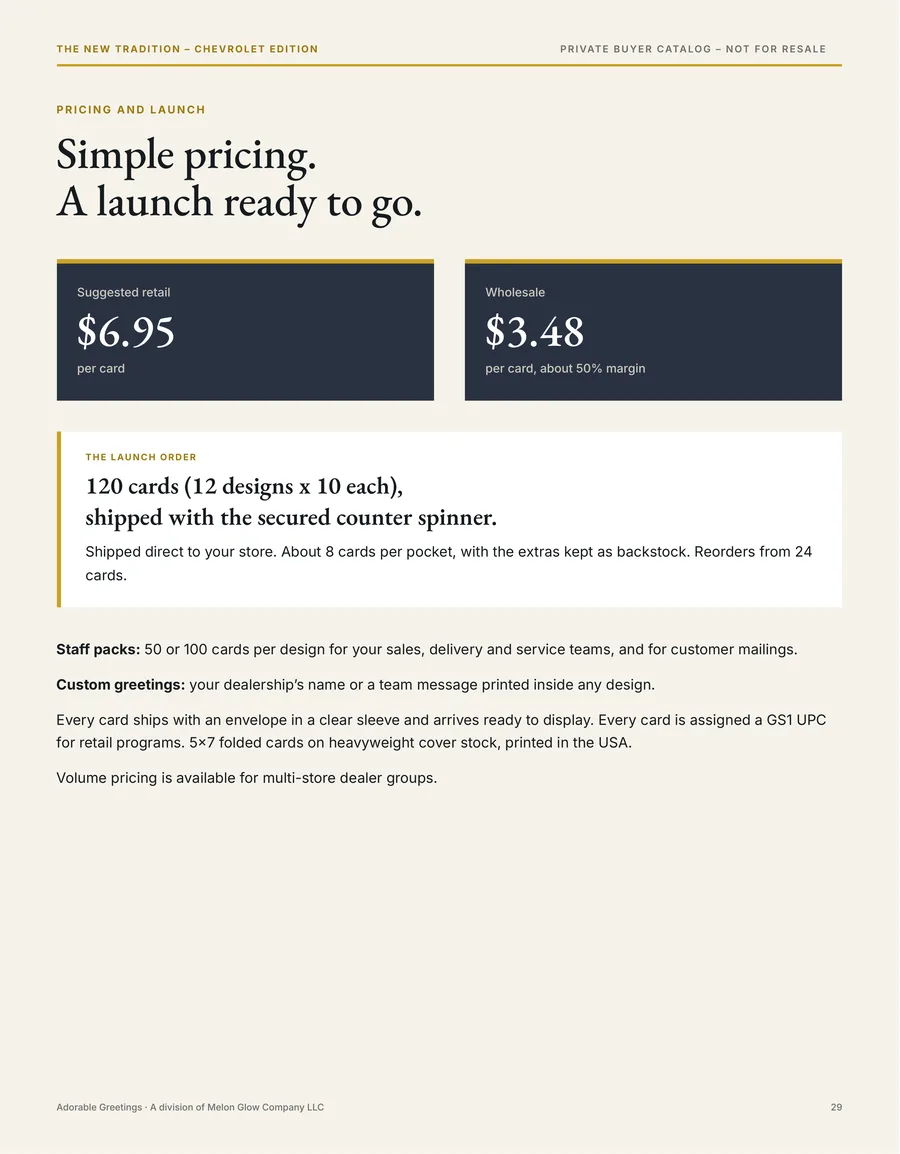 THE NEW TRADITION – CHEVROLET EDITION
PRIVATE BUYER CATALOG – NOT FOR RESALE
PRICING AND LAUNCH
Simple pricing.
A launch ready to go.
Suggested retail
$6.95
per card
Wholesale
$3.48
per card, about 50% margin
THE LAUNCH ORDER
120 cards (12 designs x 10 each),
shipped with the secured counter spinner.
Shipped direct to your store. About 8 cards per pocket, with the extras kept as backstock. Reorders from 24
cards.
Staff packs: 50 or 100 cards per design for your sales, delivery and service teams, and for customer mailings.
Custom greetings: your dealership’s name or a team message printed inside any design.
Every card ships with an envelope in a clear sleeve and arrives ready to display. Every card is assigned a GS1 UPC
for retail programs. 5×7 folded cards on heavyweight cover stock, printed in the USA.
Volume pricing is available for multi-store dealer groups.
Adorable Greetings · A division of Melon Glow Company LLC
29